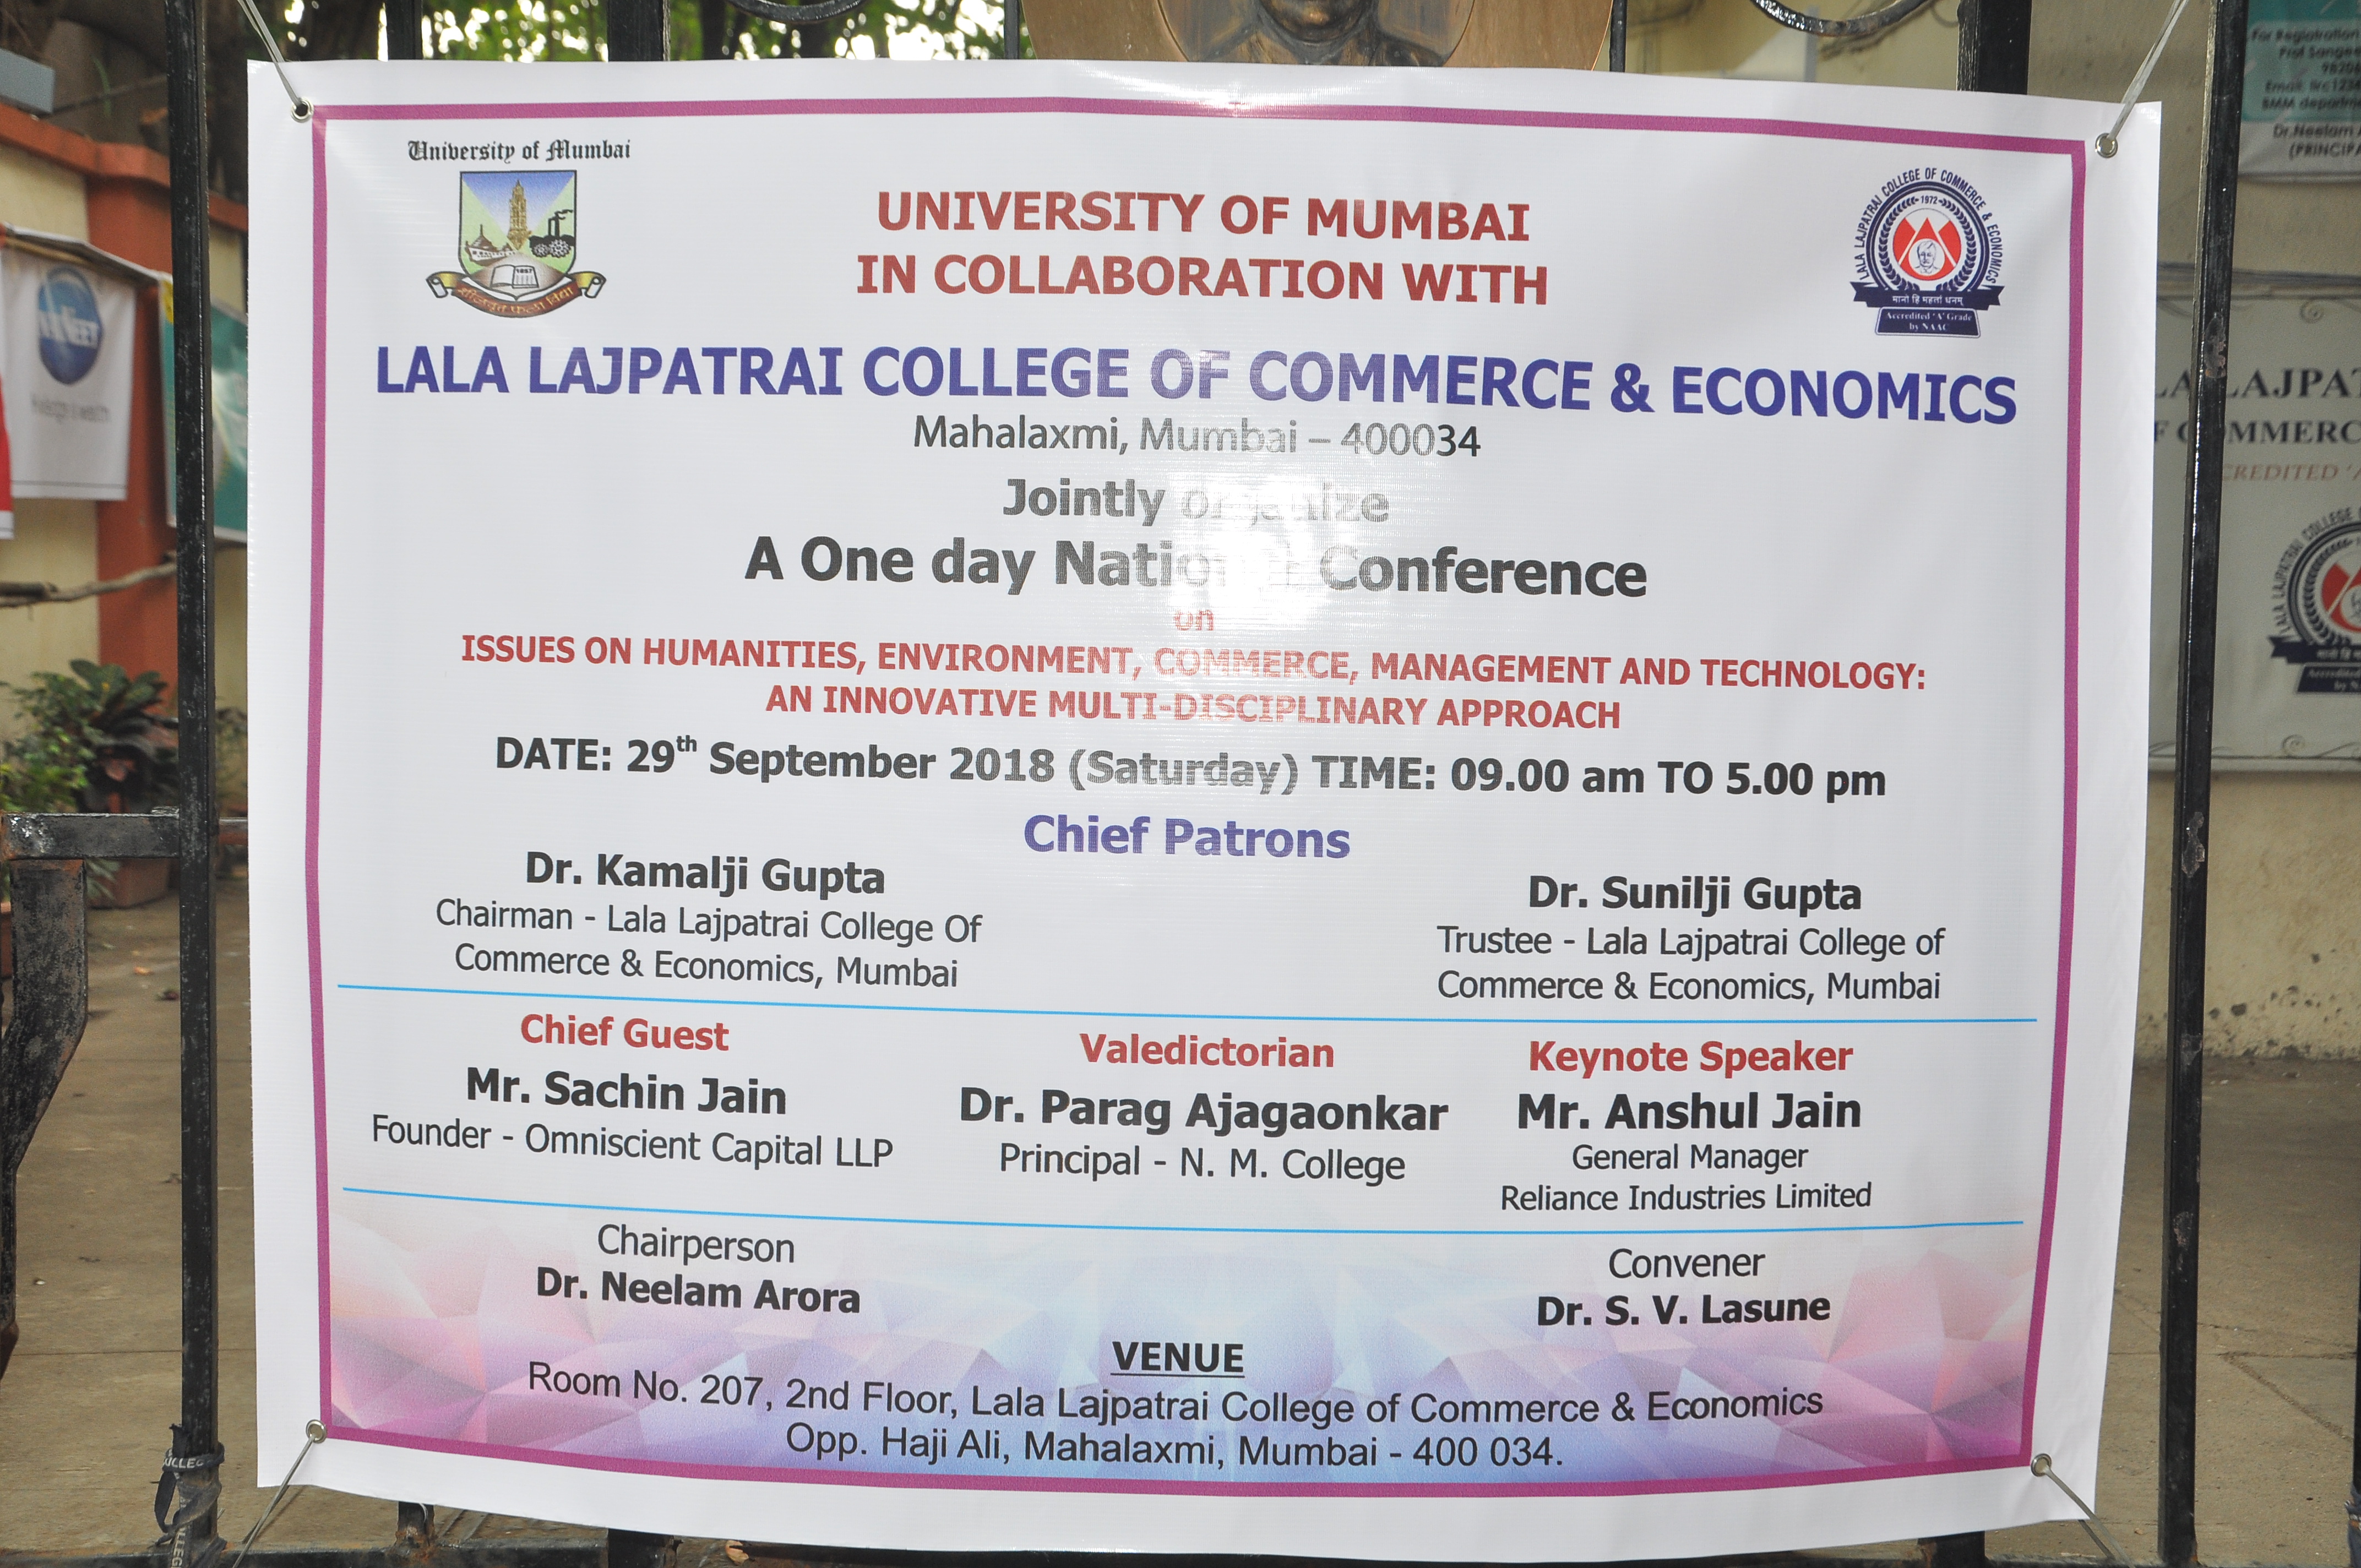 University of Mumbai
1857
UNIVERSITY OF MUMBAI
IN COLLABORATION WITH
LALA LAJPATRAI COLLEGE OF COMMERCE & ECONOMICS
1972
मानो हि महतां धनम्
Accredited 'A' Grade
by NAAC
LALA LAJPATRAI COLLEGE OF COMMERCE & ECONOMICS
Mahalaxmi, Mumbai – 400034
Jointly organize
A One day National Conference
on
ISSUES ON HUMANITIES, ENVIRONMENT, COMMERCE, MANAGEMENT AND TECHNOLOGY:
AN INNOVATIVE MULTI-DISCIPLINARY APPROACH
DATE: 29th September 2018 (Saturday) TIME: 09.00 am TO 5.00 pm
Chief Patrons
Dr. Kamalji Gupta
Chairman - Lala Lajpatrai College Of
Commerce & Economics, Mumbai
Dr. Sunilji Gupta
Trustee - Lala Lajpatrai College of
Commerce & Economics, Mumbai
Chief Guest
Mr. Sachin Jain
Founder - Omniscient Capital LLP
Valedictorian
Dr. Parag Ajagaonkar
Principal - N. M. College
Keynote Speaker
Mr. Anshul Jain
General Manager
Reliance Industries Limited
Chairperson
Dr. Neelam Arora
Convener
Dr. S. V. Lasune
VENUE
Room No. 207, 2nd Floor, Lala Lajpatrai College of Commerce & Economics
Opp. Haji Ali, Mahalaxmi, Mumbai - 400 034.
For Registration
Dr.Neelam